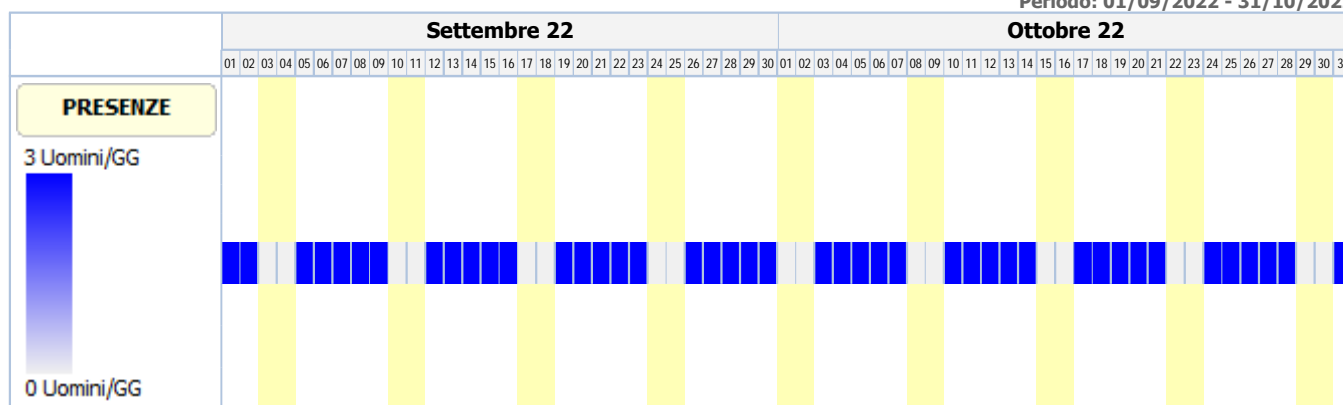 Periodo: 01/09/2022 - 31/10/202
Settembre 22 Ottobre 22
01 02 03 04 05 06 07 08 09 10 11 12 13 14 15 16 17 18 19 20 21 22 23 24 25 26 27 28 29 30 01 02 03 04 05 06 07 08 09 10 11 12 13 14 15 16 17 18 19 20 21 22 23 24 25 26 27 28 29 30 3
PRESENZE
3 Uomini/GG
0 Uomini/GG